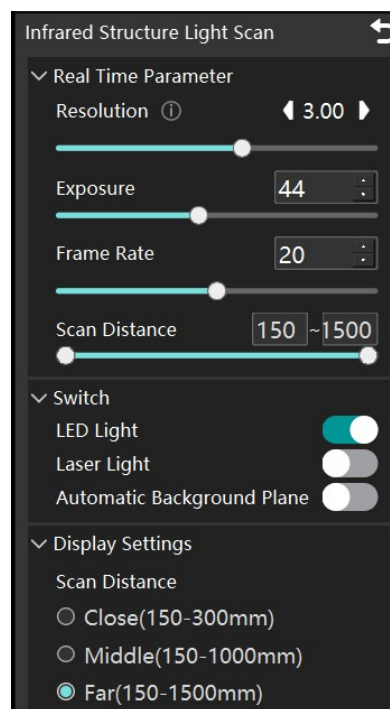 Infrared Structure Light Scan
Real Time Parameter
Resolution ⓘ 3.00
Exposure 44
Frame Rate 20
Scan Distance 150 ~1500
Switch
LED Light
Laser Light
Automatic Background Plane
Display Settings
Scan Distance
Close(150-300mm)
Middle(150-1000mm)
Far(150-1500mm)